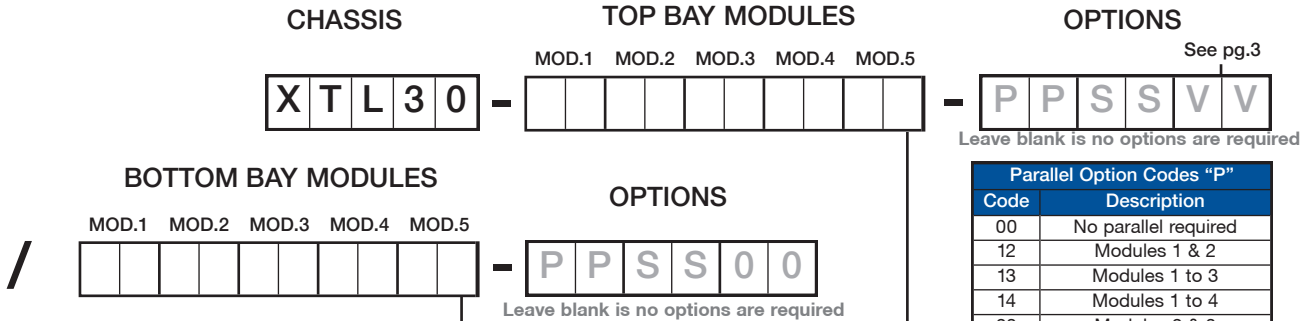 CHASSIS
TOP BAY MODULES
OPTIONS
See pg.3
MOD.1 MOD.2 MOD.3 MOD.4 MOD.5
X T L 3 0 - - P P S S V V
Leave blank is no options are required
BOTTOM BAY MODULES
OPTIONS
MOD.1 MOD.2 MOD.3 MOD.4 MOD.5
/ - P P S S 0 0
Leave blank is no options are required
Parallel Option Codes “P”
Code Description
00 No parallel required
12 Modules 1 & 2
13 Modules 1 to 3
14 Modules 1 to 4